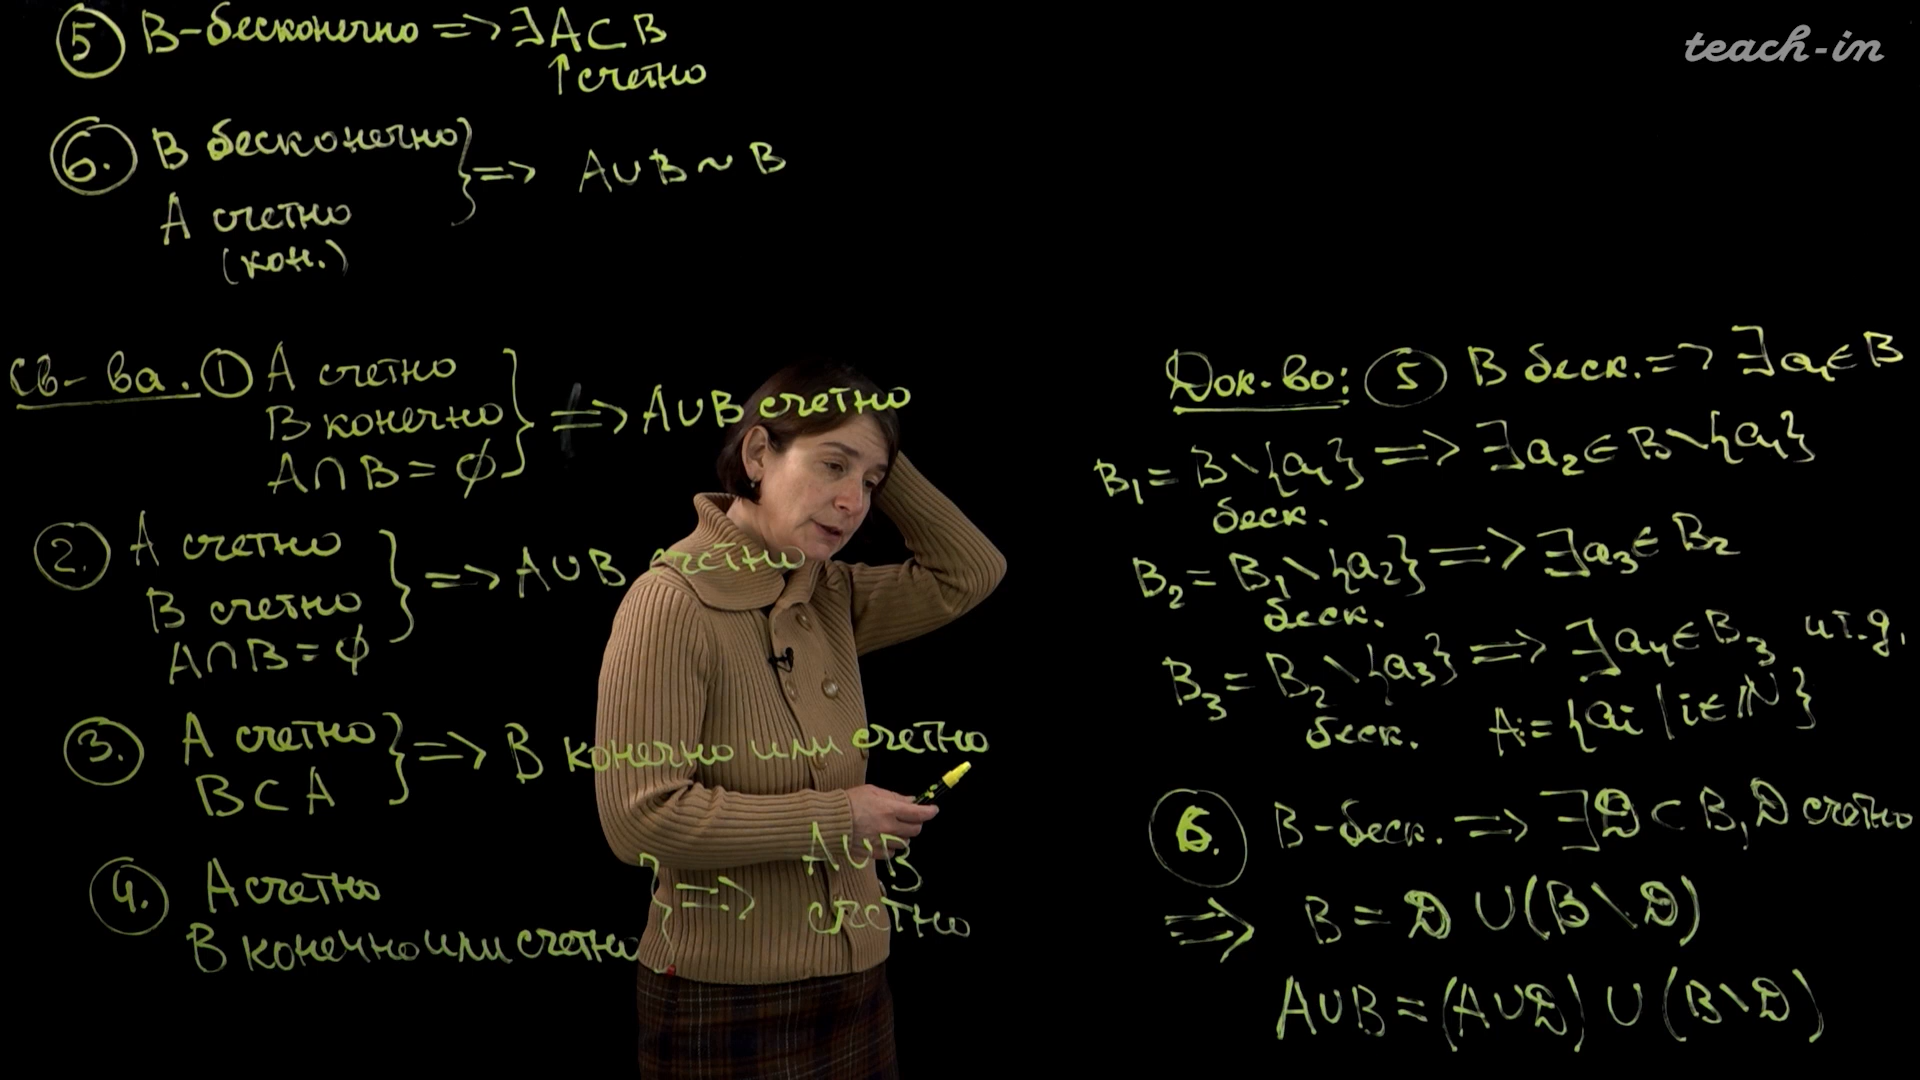 teach-in
⑤ B-бесконечно => ∃A⊂B
↑счетно
⑥. B бесконечно } => A∪B ~ B
A счетно
(кон.)
Св-ва. ① A счетно
B конечно } => A∪B счетно
A∩B = ∅
②. A счетно
B счетно } => A∪B счетно
A∩B = ∅
③. A счетно
B⊂A } => B конечно или счетно
④. A счетно
B конечно или счетно } => A∪B
счетно
Док-во: ⑤ B беск. => ∃a₁∈B
B₁ = B\{a₁} => ∃a₂∈B\{a₁}
беск.
B₂ = B₁\{a₂} => ∃a₃∈B₂
беск.
B₃ = B₂\{a₃} => ∃a₄∈B₃ и т.д.
беск. A:= {aᵢ | i∈ℕ}
⑥. B-беск. => ∃D⊂B, D счетно
=> B = D ∪(B\D)
A∪B = (A∪D) ∪ (B\D)